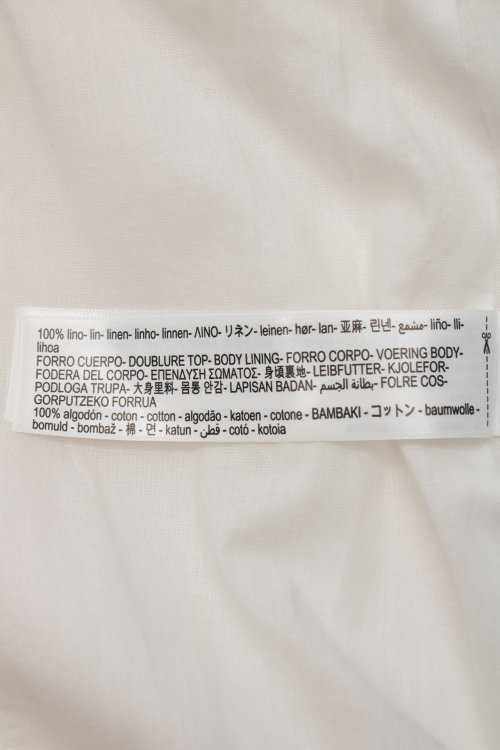 100% lino- lin- linen- linho- linnen- ΛΙΝΟ- リネン- leinen- hør- lan- 亚麻- 린넨- مشمع- liño- lli-
lihoa
FORRO CUERPO- DOUBLURE TOP- BODY LINING- FORRO CORPO- VOERING BODY-
FODERA DEL CORPO- ΕΠΕΝΔΥΣΗ ΣΩΜΑΤΟΣ- 身頃裏地- LEIBFUTTER- KJOLEFOR-
PODLOGA TRUPA- 大身里料- 몸통 안감- LAPISAN BADAN- بطانة الجسم- FOLRE COS-
GORPUTZEKO FORRUA
100% algodón - coton - cotton - algodão - katoen - cotone - ΒΑΜΒΑΚΙ - コットン - baumwolle -
bomuld - bombaž - 棉 - 면 - katun - قطن - cotó - kotoia